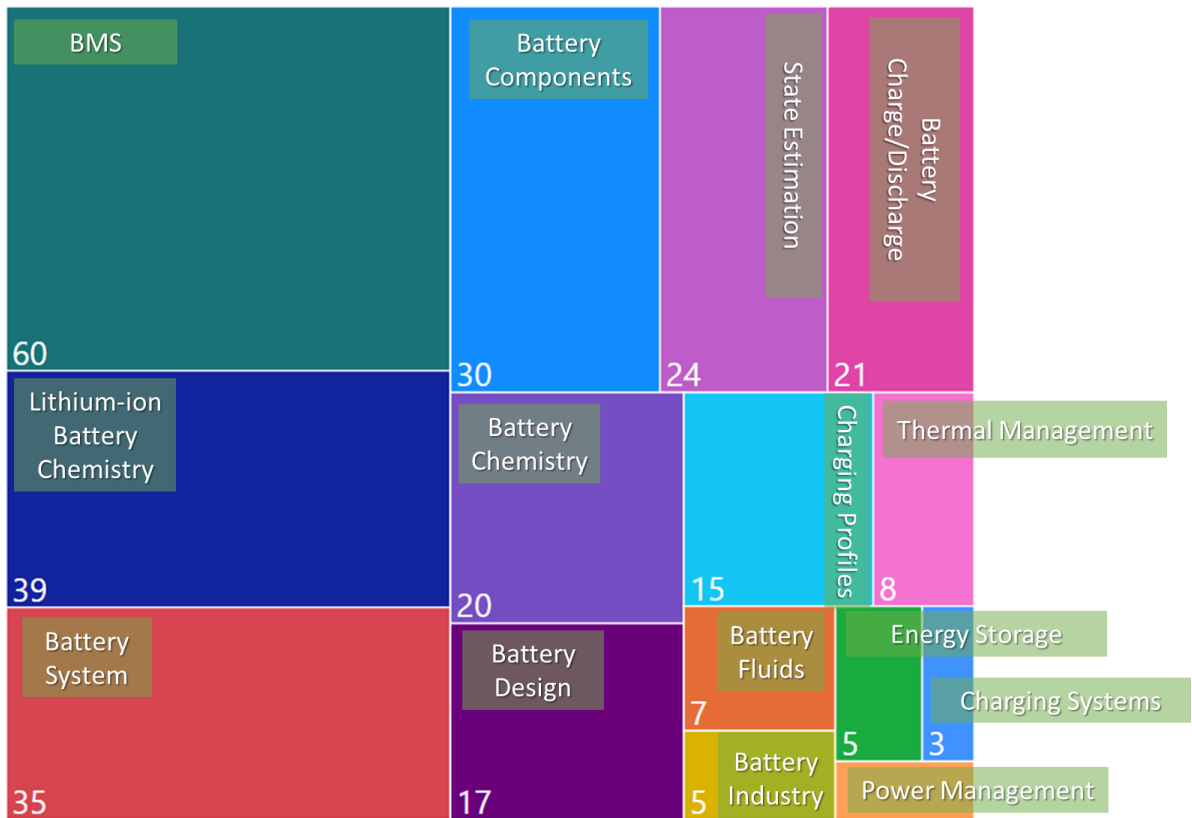 BMS
60
Battery
Components
30
State Estimation
24
Battery
Charge/Discharge
21
Lithium-ion
Battery
Chemistry
39
Battery
Chemistry
20
Charging Profiles
15
Thermal Management
8
Battery
System
35
Battery
Design
17
Battery
Fluids
7
Energy Storage
5
Charging Systems
3
Battery
Industry
5
Power Management